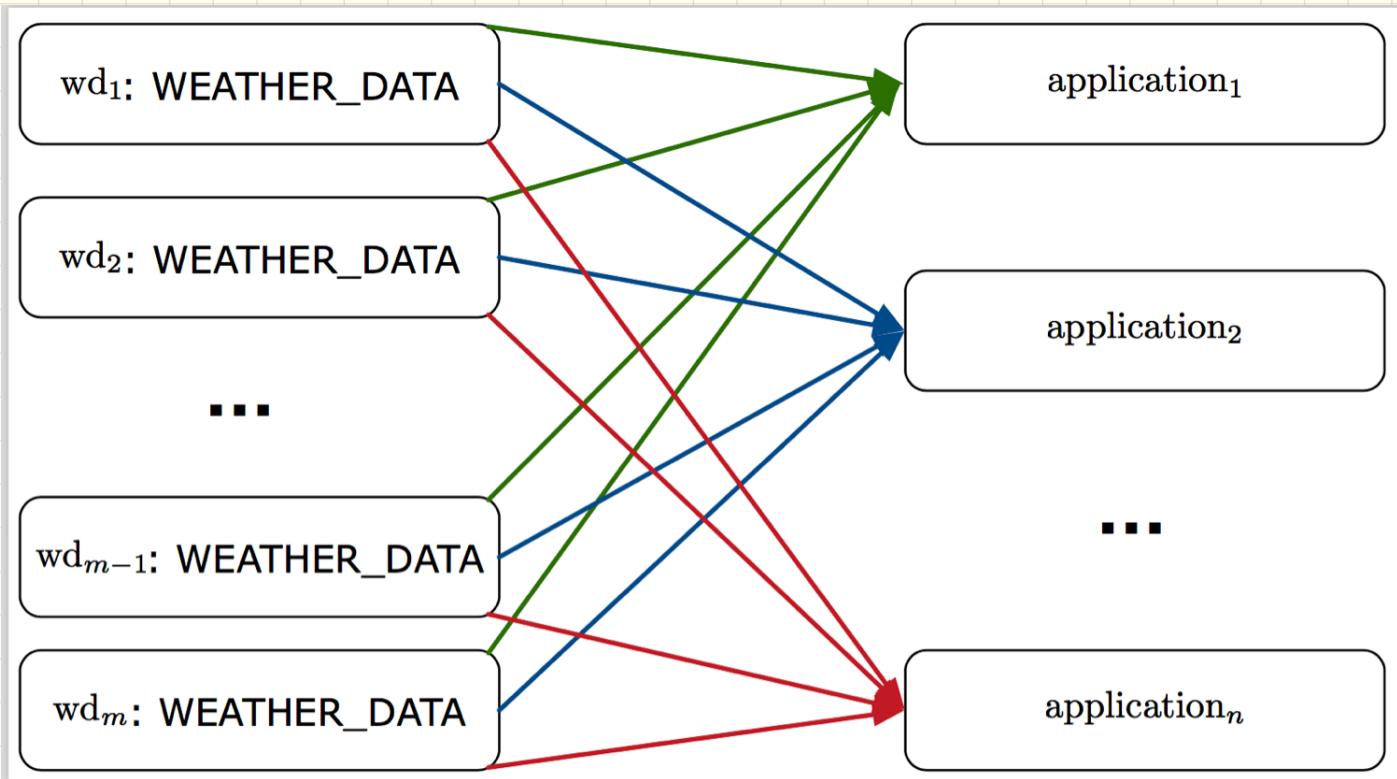 wd₁: WEATHER_DATA
wd₂: WEATHER_DATA
...
wdₘ₋₁: WEATHER_DATA
wdₘ: WEATHER_DATA
application₁
application₂
...
applicationₙ